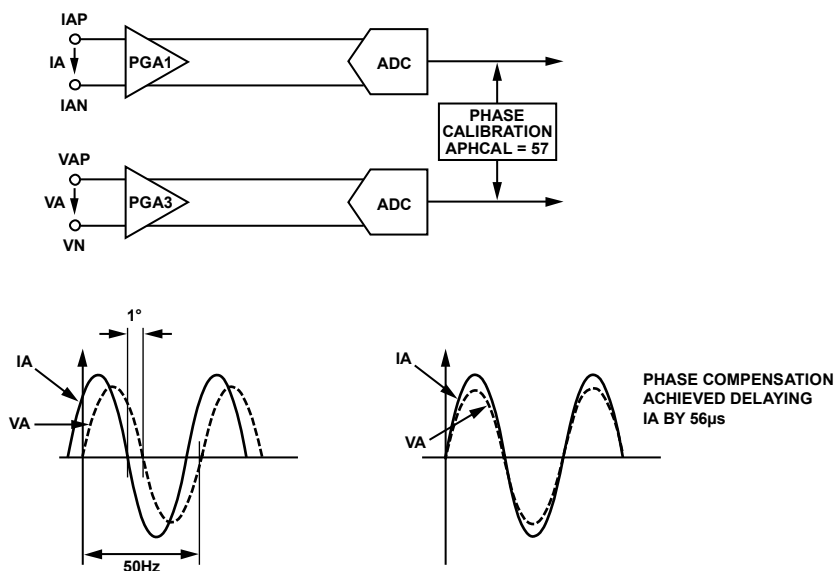 IAP
IA
IAN
PGA1
ADC
PHASE
CALIBRATION
APHCAL = 57
VAP
VA
VN
PGA3
ADC
1°
IA
VA
50Hz
IA
VA
PHASE COMPENSATION
ACHIEVED DELAYING
IA BY 56µs